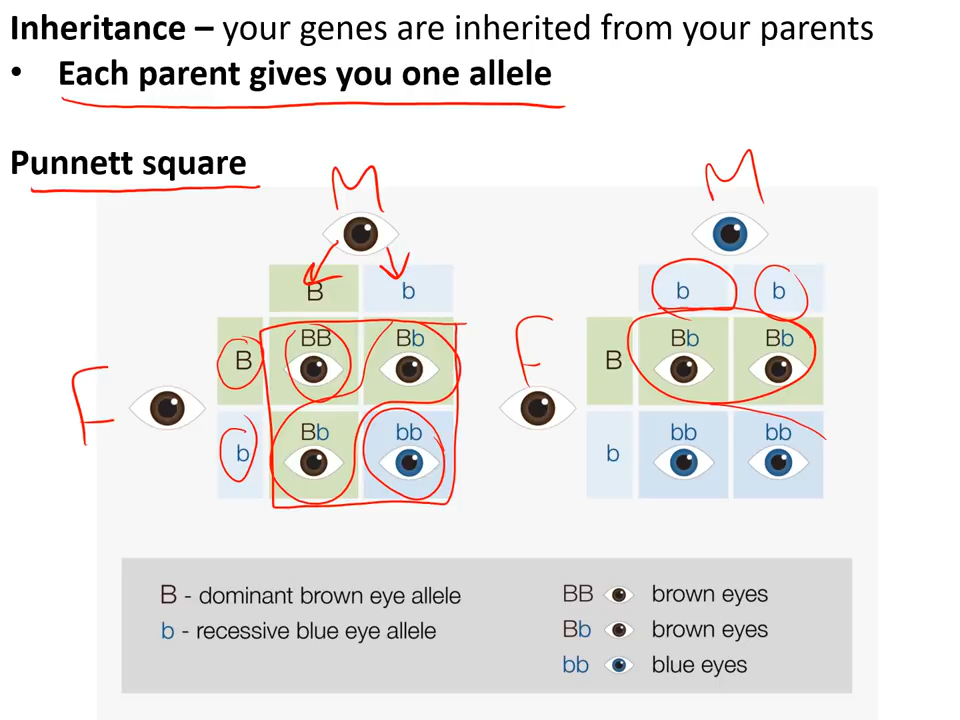 Inheritance – your genes are inherited from your parents
• Each parent gives you one allele
Punnett square
M
M
B b
b b
BB Bb
Bb Bb
B
F
B
F
Bb bb
bb bb
b
b
B - dominant brown eye allele
b - recessive blue eye allele
BB brown eyes
Bb brown eyes
bb blue eyes